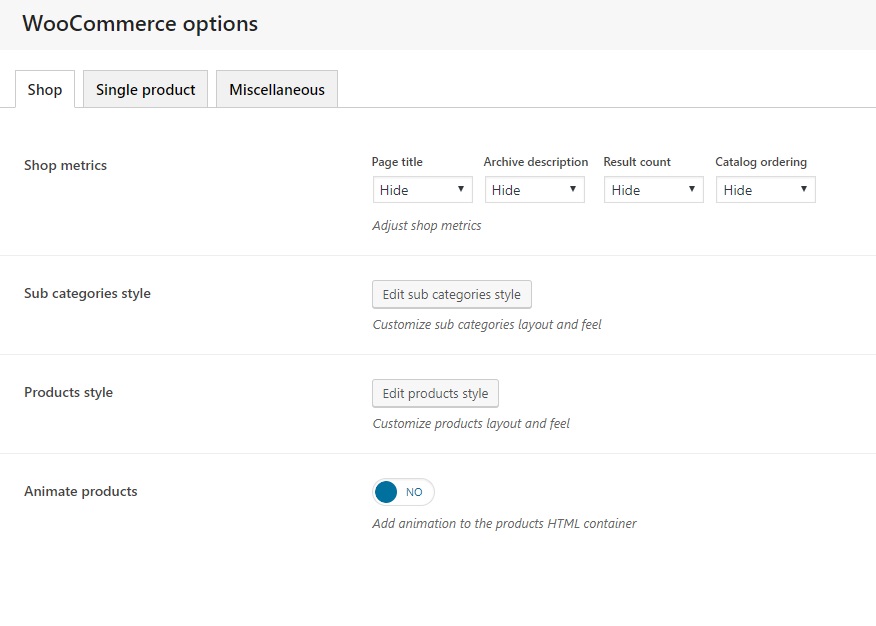 WooCommerce options
Shop Single product Miscellaneous
Shop metrics
Page title Archive description Result count Catalog ordering
Hide Hide Hide Hide
Adjust shop metrics
Sub categories style
Edit sub categories style
Customize sub categories layout and feel
Products style
Edit products style
Customize products layout and feel
Animate products
NO
Add animation to the products HTML container